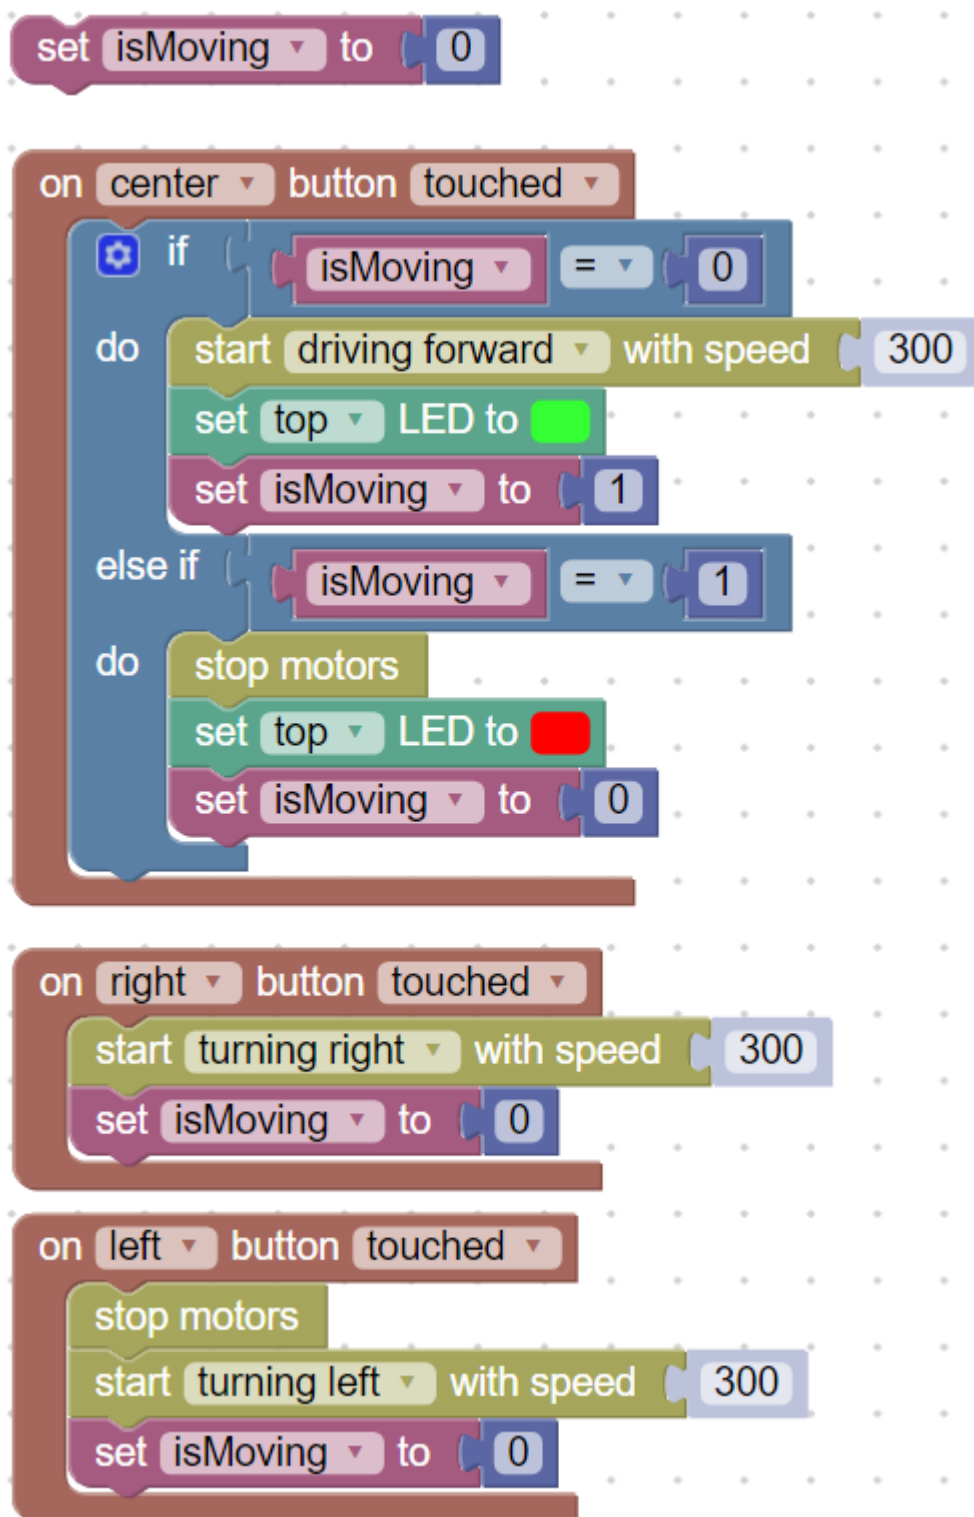 set isMoving to 0
on center button touched
if isMoving = 0
do start driving forward with speed 300
set top LED to
set isMoving to 1
else if isMoving = 1
do stop motors
set top LED to
set isMoving to 0
on right button touched
start turning right with speed 300
set isMoving to 0
on left button touched
stop motors
start turning left with speed 300
set isMoving to 0